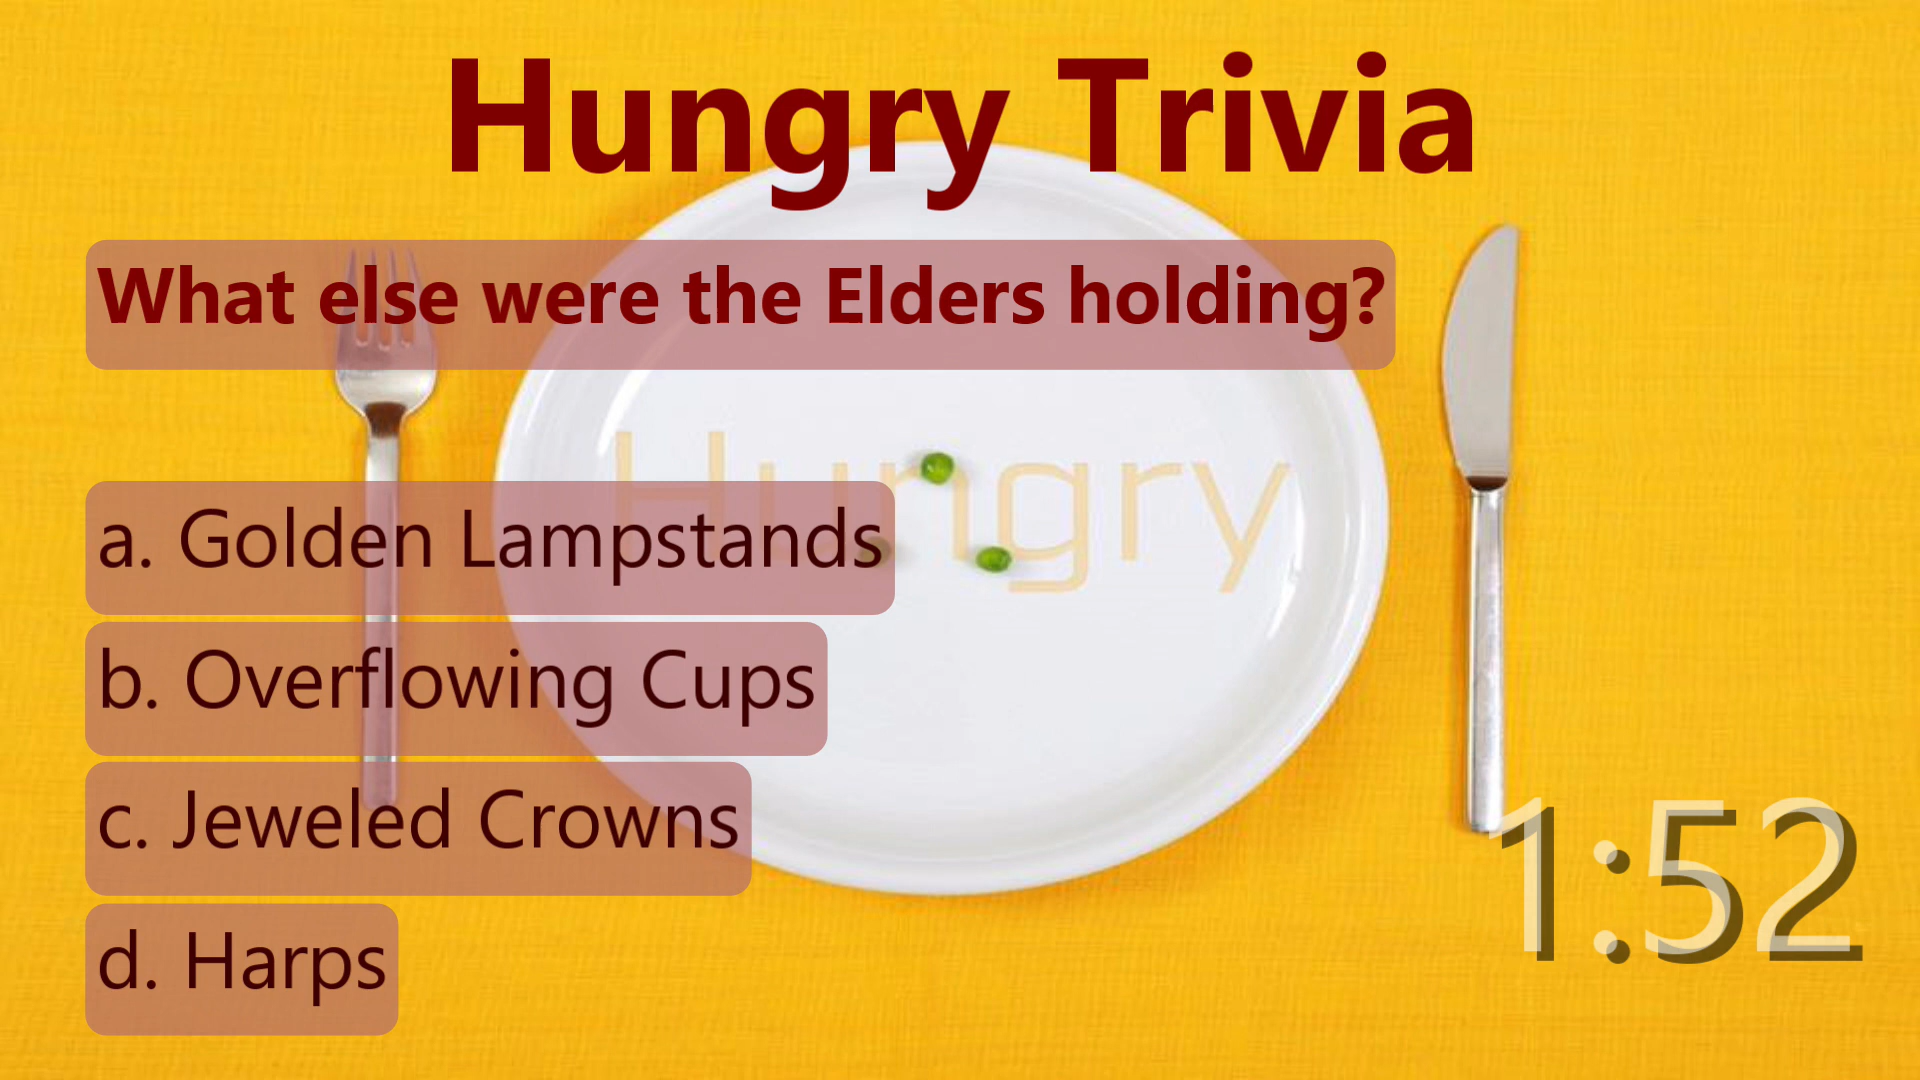 Hungry Trivia
What else were the Elders holding?
Hungry
a. Golden Lampstands
b. Overflowing Cups
c. Jeweled Crowns
d. Harps
1:52